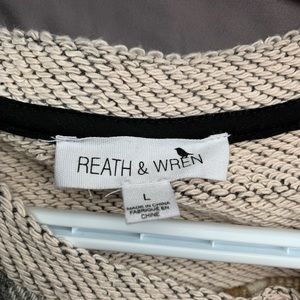 REATH & WREN
L
MADE IN CHINA
FABRIQUÉ EN
CHINE